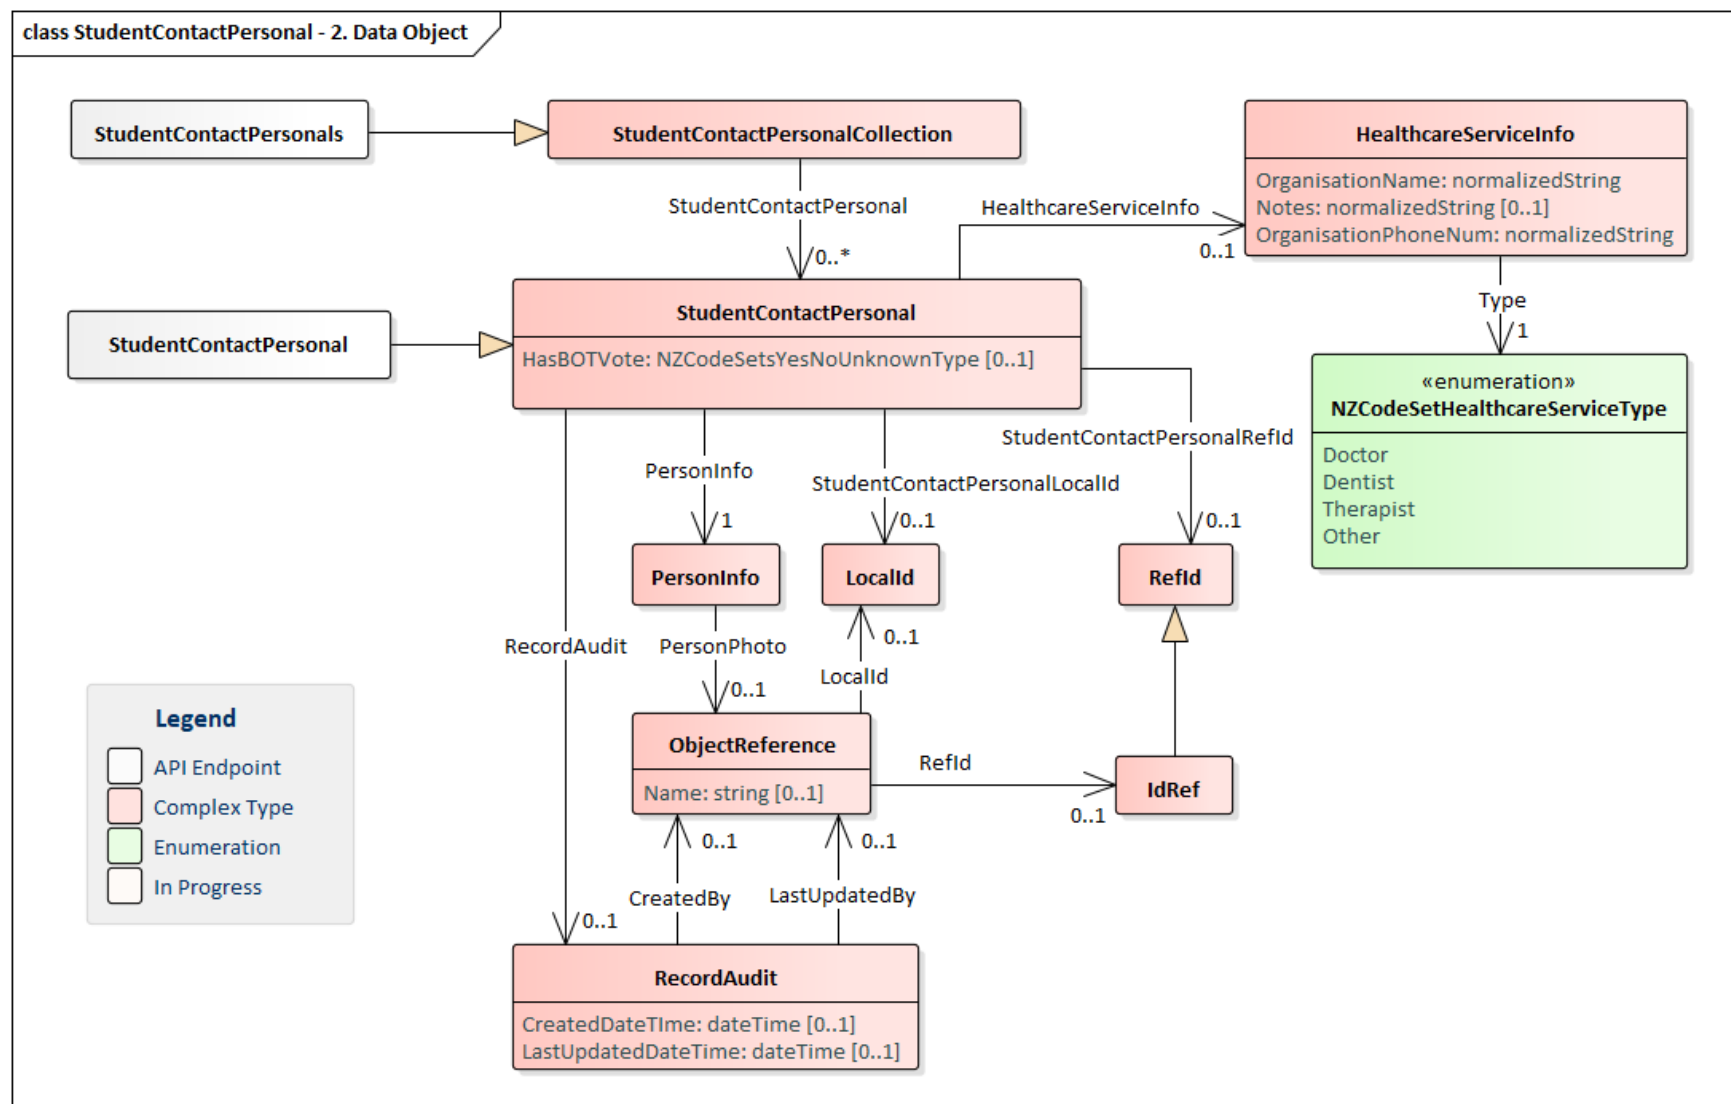 class StudentContactPersonal - 2. Data Object
StudentContactPersonals
StudentContactPersonalCollection
HealthcareServiceInfo
OrganisationName: normalizedString
Notes: normalizedString [0..1]
OrganisationPhoneNum: normalizedString
StudentContactPersonal
0..*
HealthcareServiceInfo
0..1
Type
1
StudentContactPersonal
StudentContactPersonal
HasBOTVote: NZCodeSetsYesNoUnknownType [0..1]
«enumeration»
NZCodeSetHealthcareServiceType
Doctor
Dentist
Therapist
Other
PersonInfo
1
StudentContactPersonalLocalId
0..1
StudentContactPersonalRefId
0..1
PersonInfo
LocalId
RefId
RecordAudit
0..1
PersonPhoto
0..1
0..1
LocalId
ObjectReference
Name: string [0..1]
RefId
0..1
IdRef
0..1
CreatedBy
0..1
LastUpdatedBy
RecordAudit
CreatedDateTIme: dateTime [0..1]
LastUpdatedDateTime: dateTime [0..1]
Legend
API Endpoint
Complex Type
Enumeration
In Progress